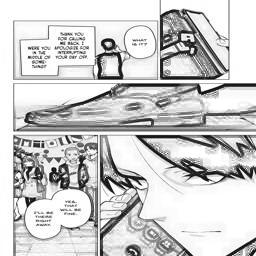 WHAT
IS IT?
THANK YOU
FOR CALLING
ME BACK. I
APOLOGIZE FOR
INTERRUPTING
YOUR DAY OFF.
WERE YOU
IN THE
MIDDLE OF
SOME-
THING?
YES,
THAT
WILL BE
FINE.
I'LL BE
THERE
RIGHT
AWAY.